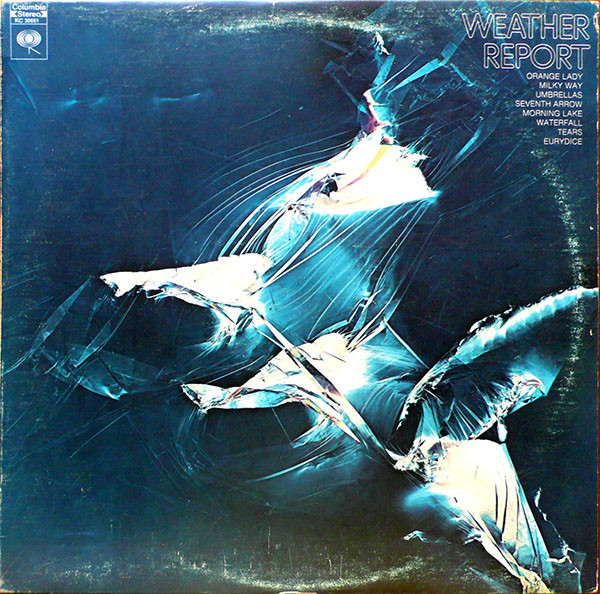 Columbia
Stereo
KC 30661
WEATHER
REPORT
ORANGE LADY
MILKY WAY
UMBRELLAS
SEVENTH ARROW
MORNING LAKE
WATERFALL
TEARS
EURYDICE